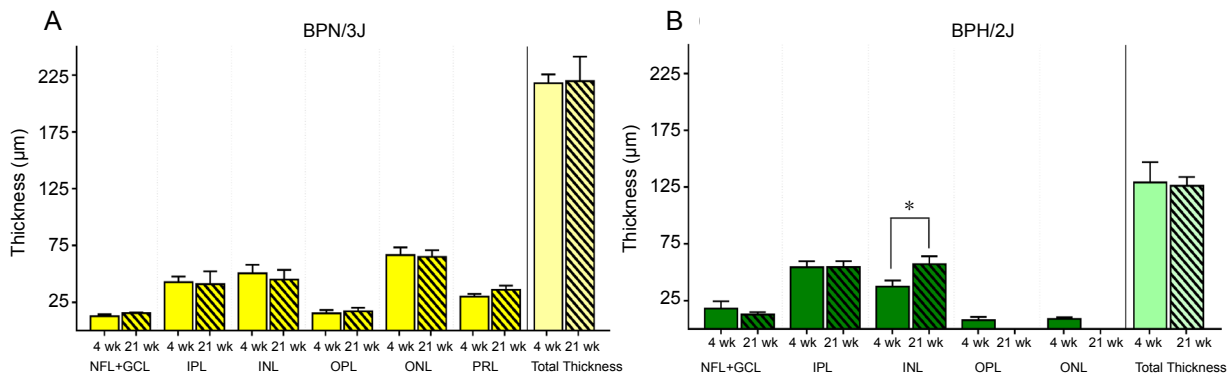 A
BPN/3J
Thickness (µm)
225
175
125
75
25
4 wk 21 wk 4 wk 21 wk 4 wk 21 wk 4 wk 21 wk 4 wk 21 wk 4 wk 21 wk 4 wk 21 wk
NFL+GCL IPL INL OPL ONL PRL Total Thickness
B
BPH/2J
Thickness (µm)
225
175
125
75
25
*
4 wk 21 wk 4 wk 21 wk 4 wk 21 wk 4 wk 21 wk 4 wk 21 wk 4 wk 21 wk
NFL+GCL IPL INL OPL ONL Total Thickness